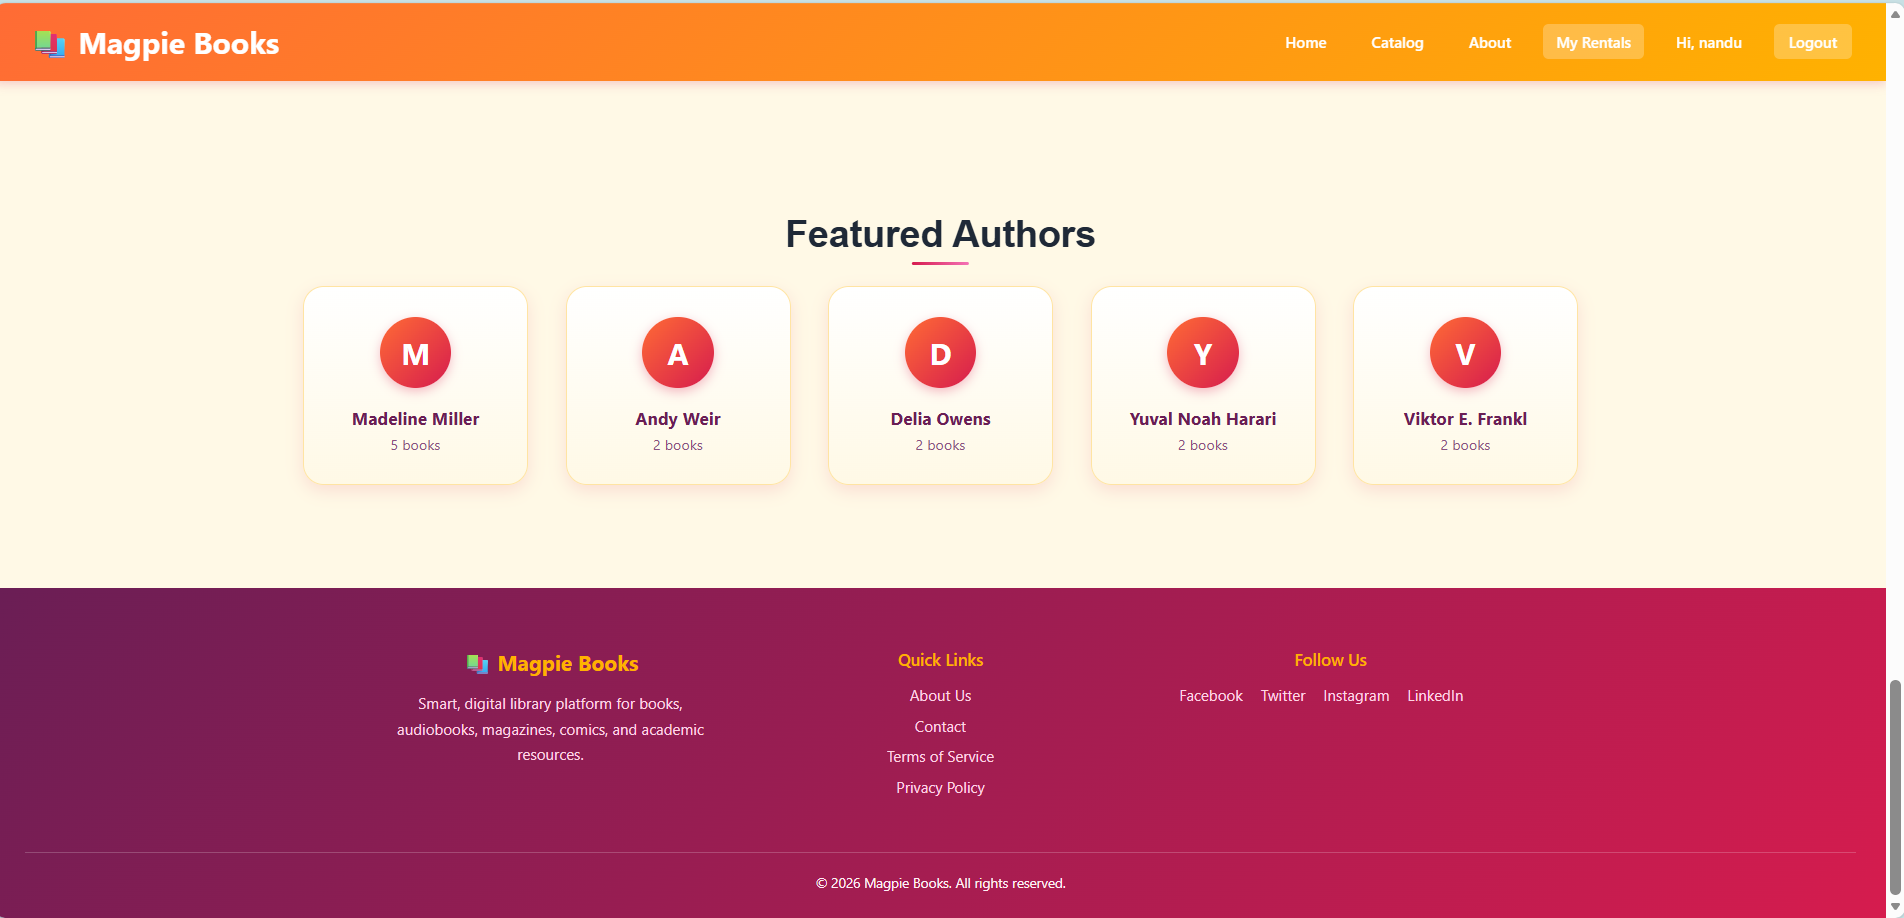 Magpie Books
Home Catalog About My Rentals Hi, nandu Logout
Featured Authors
M
Madeline Miller
5 books
A
Andy Weir
2 books
D
Delia Owens
2 books
Y
Yuval Noah Harari
2 books
V
Viktor E. Frankl
2 books
Magpie Books
Smart, digital library platform for books,
audiobooks, magazines, comics, and academic
resources.
Quick Links
About Us
Contact
Terms of Service
Privacy Policy
Follow Us
Facebook Twitter Instagram LinkedIn
© 2026 Magpie Books. All rights reserved.